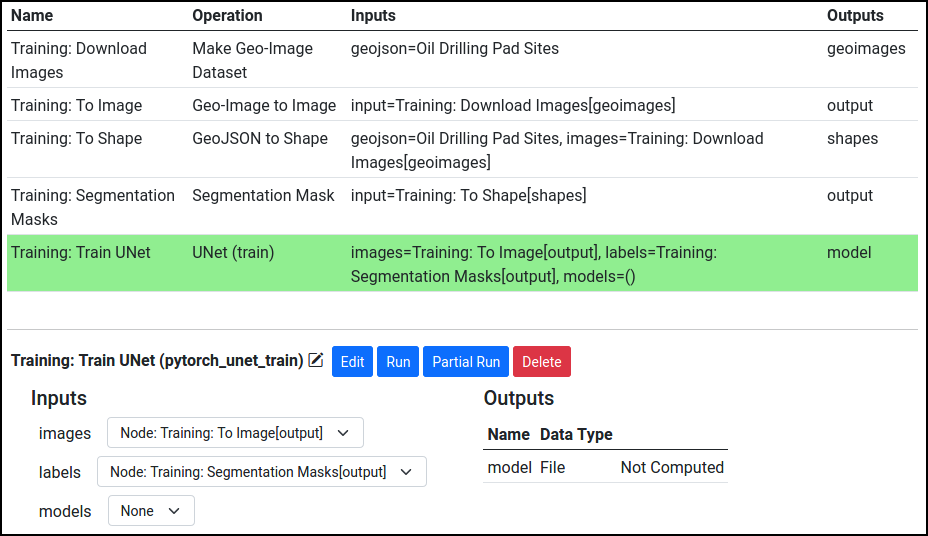 Name Operation Inputs Outputs
Training: Download Make Geo-Image geojson=Oil Drilling Pad Sites geoimages
Images Dataset
Training: To Image Geo-Image to Image input=Training: Download Images[geoimages] output
Training: To Shape GeoJSON to Shape geojson=Oil Drilling Pad Sites, images=Training: Download shapes
Images[geoimages]
Training: Segmentation Segmentation Mask input=Training: To Shape[shapes] output
Masks
Training: Train UNet UNet (train) images=Training: To Image[output], labels=Training: model
Segmentation Masks[output], models=()
Training: Train UNet (pytorch_unet_train) Edit Run Partial Run Delete
Inputs Outputs
images Node: Training: To Image[output] Name Data Type
labels Node: Training: Segmentation Masks[output] model File Not Computed
models None